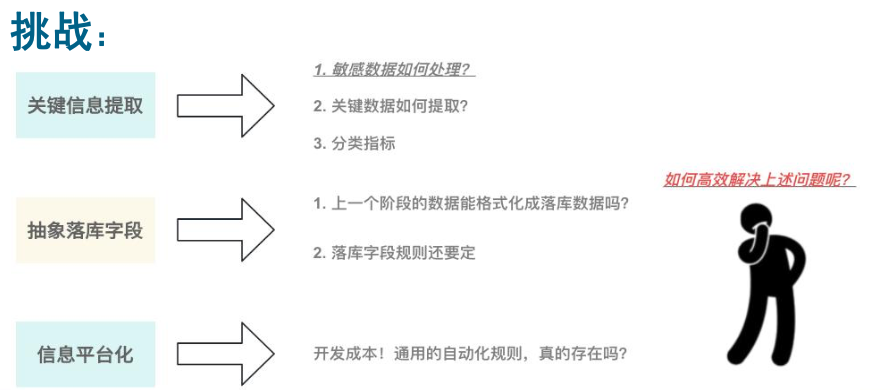 挑战：
关键信息提取
1. 敏感数据如何处理？
2. 关键数据如何提取？
3. 分类指标
如何高效解决上述问题呢？
抽象落库字段
1. 上一个阶段的数据能格式化成落库数据吗？
2. 落库字段规则还要定
信息平台化
开发成本！通用的自动化规则，真的存在吗？